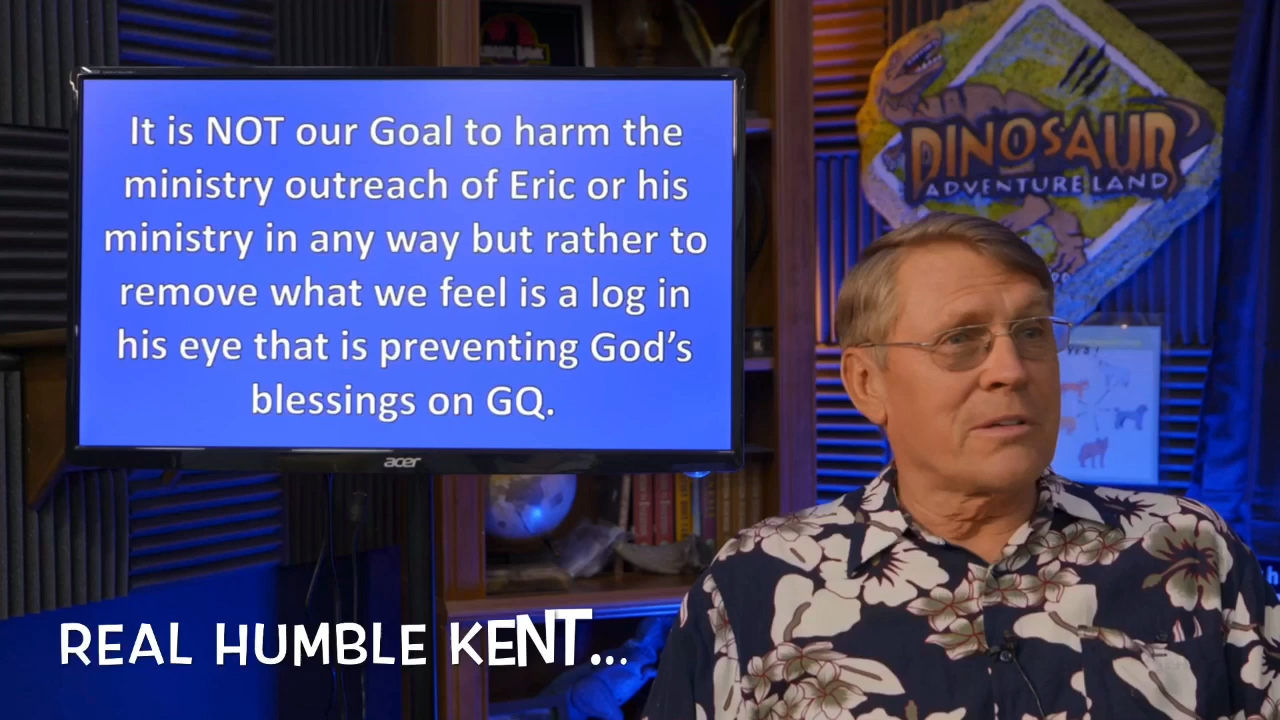 It is NOT our Goal to harm the
ministry outreach of Eric or his
ministry in any way but rather to
remove what we feel is a log in
his eye that is preventing God's
blessings on GQ.
acer
DINOSAUR
ADVENTURE LAND
REAL HUMBLE KENT...